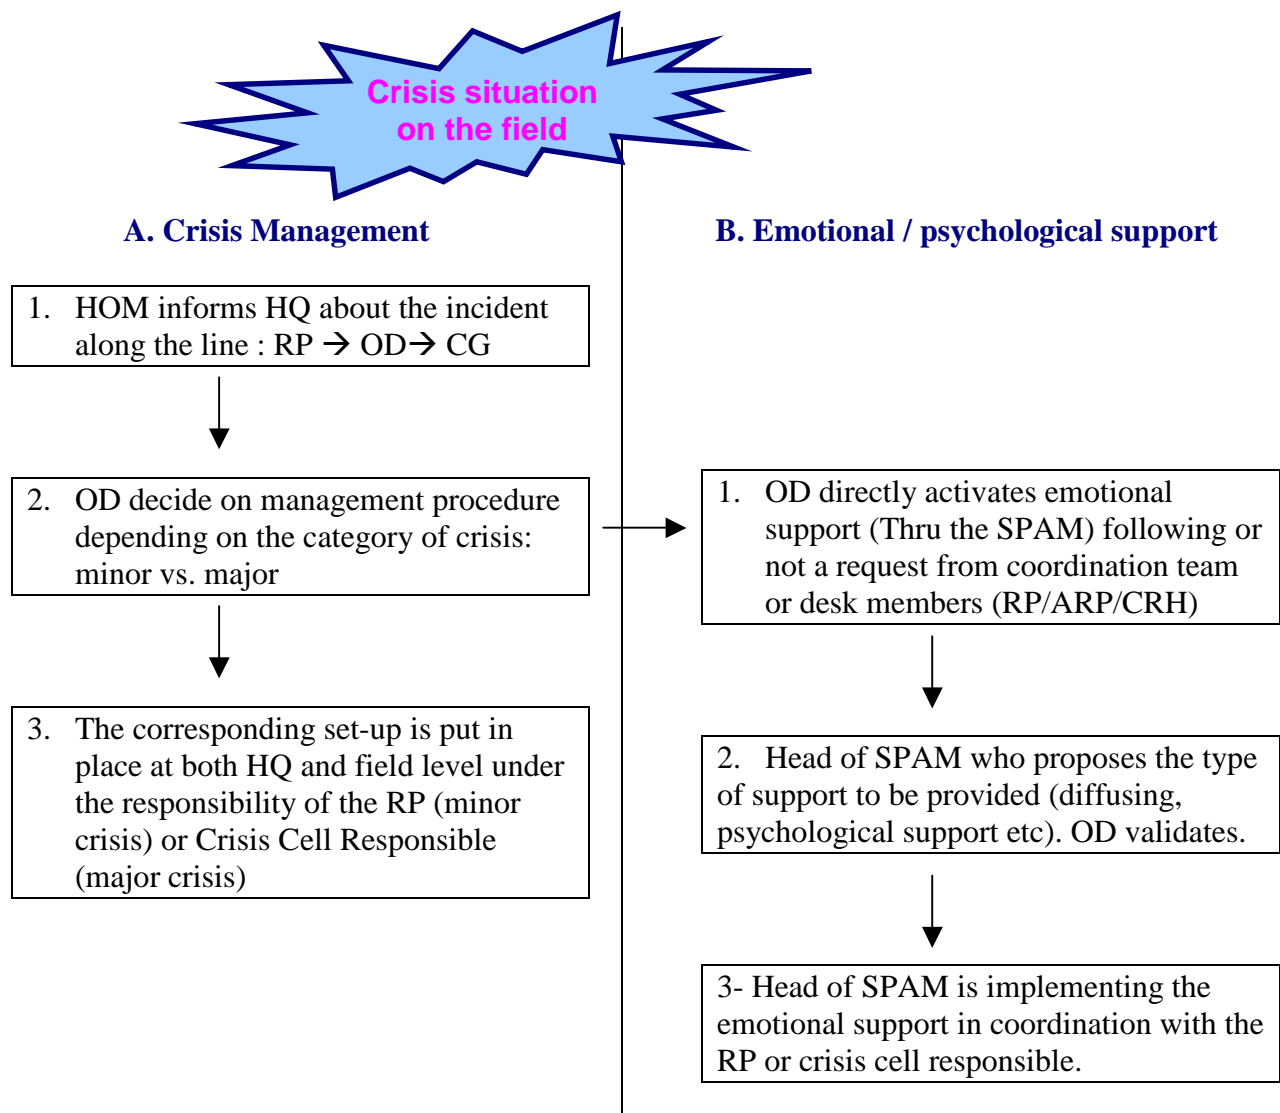 Crisis situation
on the field
A. Crisis Management
1. HOM informs HQ about the incident
along the line : RP → OD→ CG
2. OD decide on management procedure
depending on the category of crisis:
minor vs. major
3. The corresponding set-up is put in
place at both HQ and field level under
the responsibility of the RP (minor
crisis) or Crisis Cell Responsible
(major crisis)
B. Emotional / psychological support
1. OD directly activates emotional
support (Thru the SPAM) following or
not a request from coordination team
or desk members (RP/ARP/CRH)
2. Head of SPAM who proposes the type
of support to be provided (diffusing,
psychological support etc). OD validates.
3- Head of SPAM is implementing the
emotional support in coordination with the
RP or crisis cell responsible.